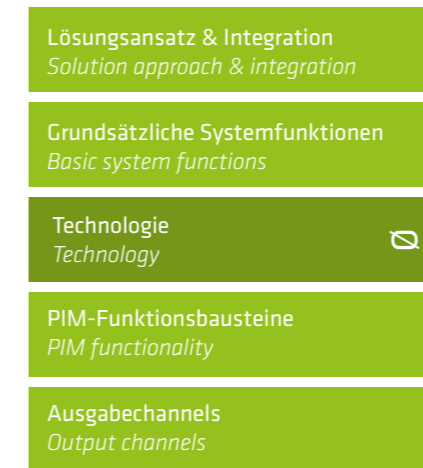 Lösungsansatz & Integration
Solution approach & integration
Grundsätzliche Systemfunktionen
Basic system functions
Technologie
Technology
PIM-Funktionsbausteine
PIM functionality
Ausgabechannels
Output channels